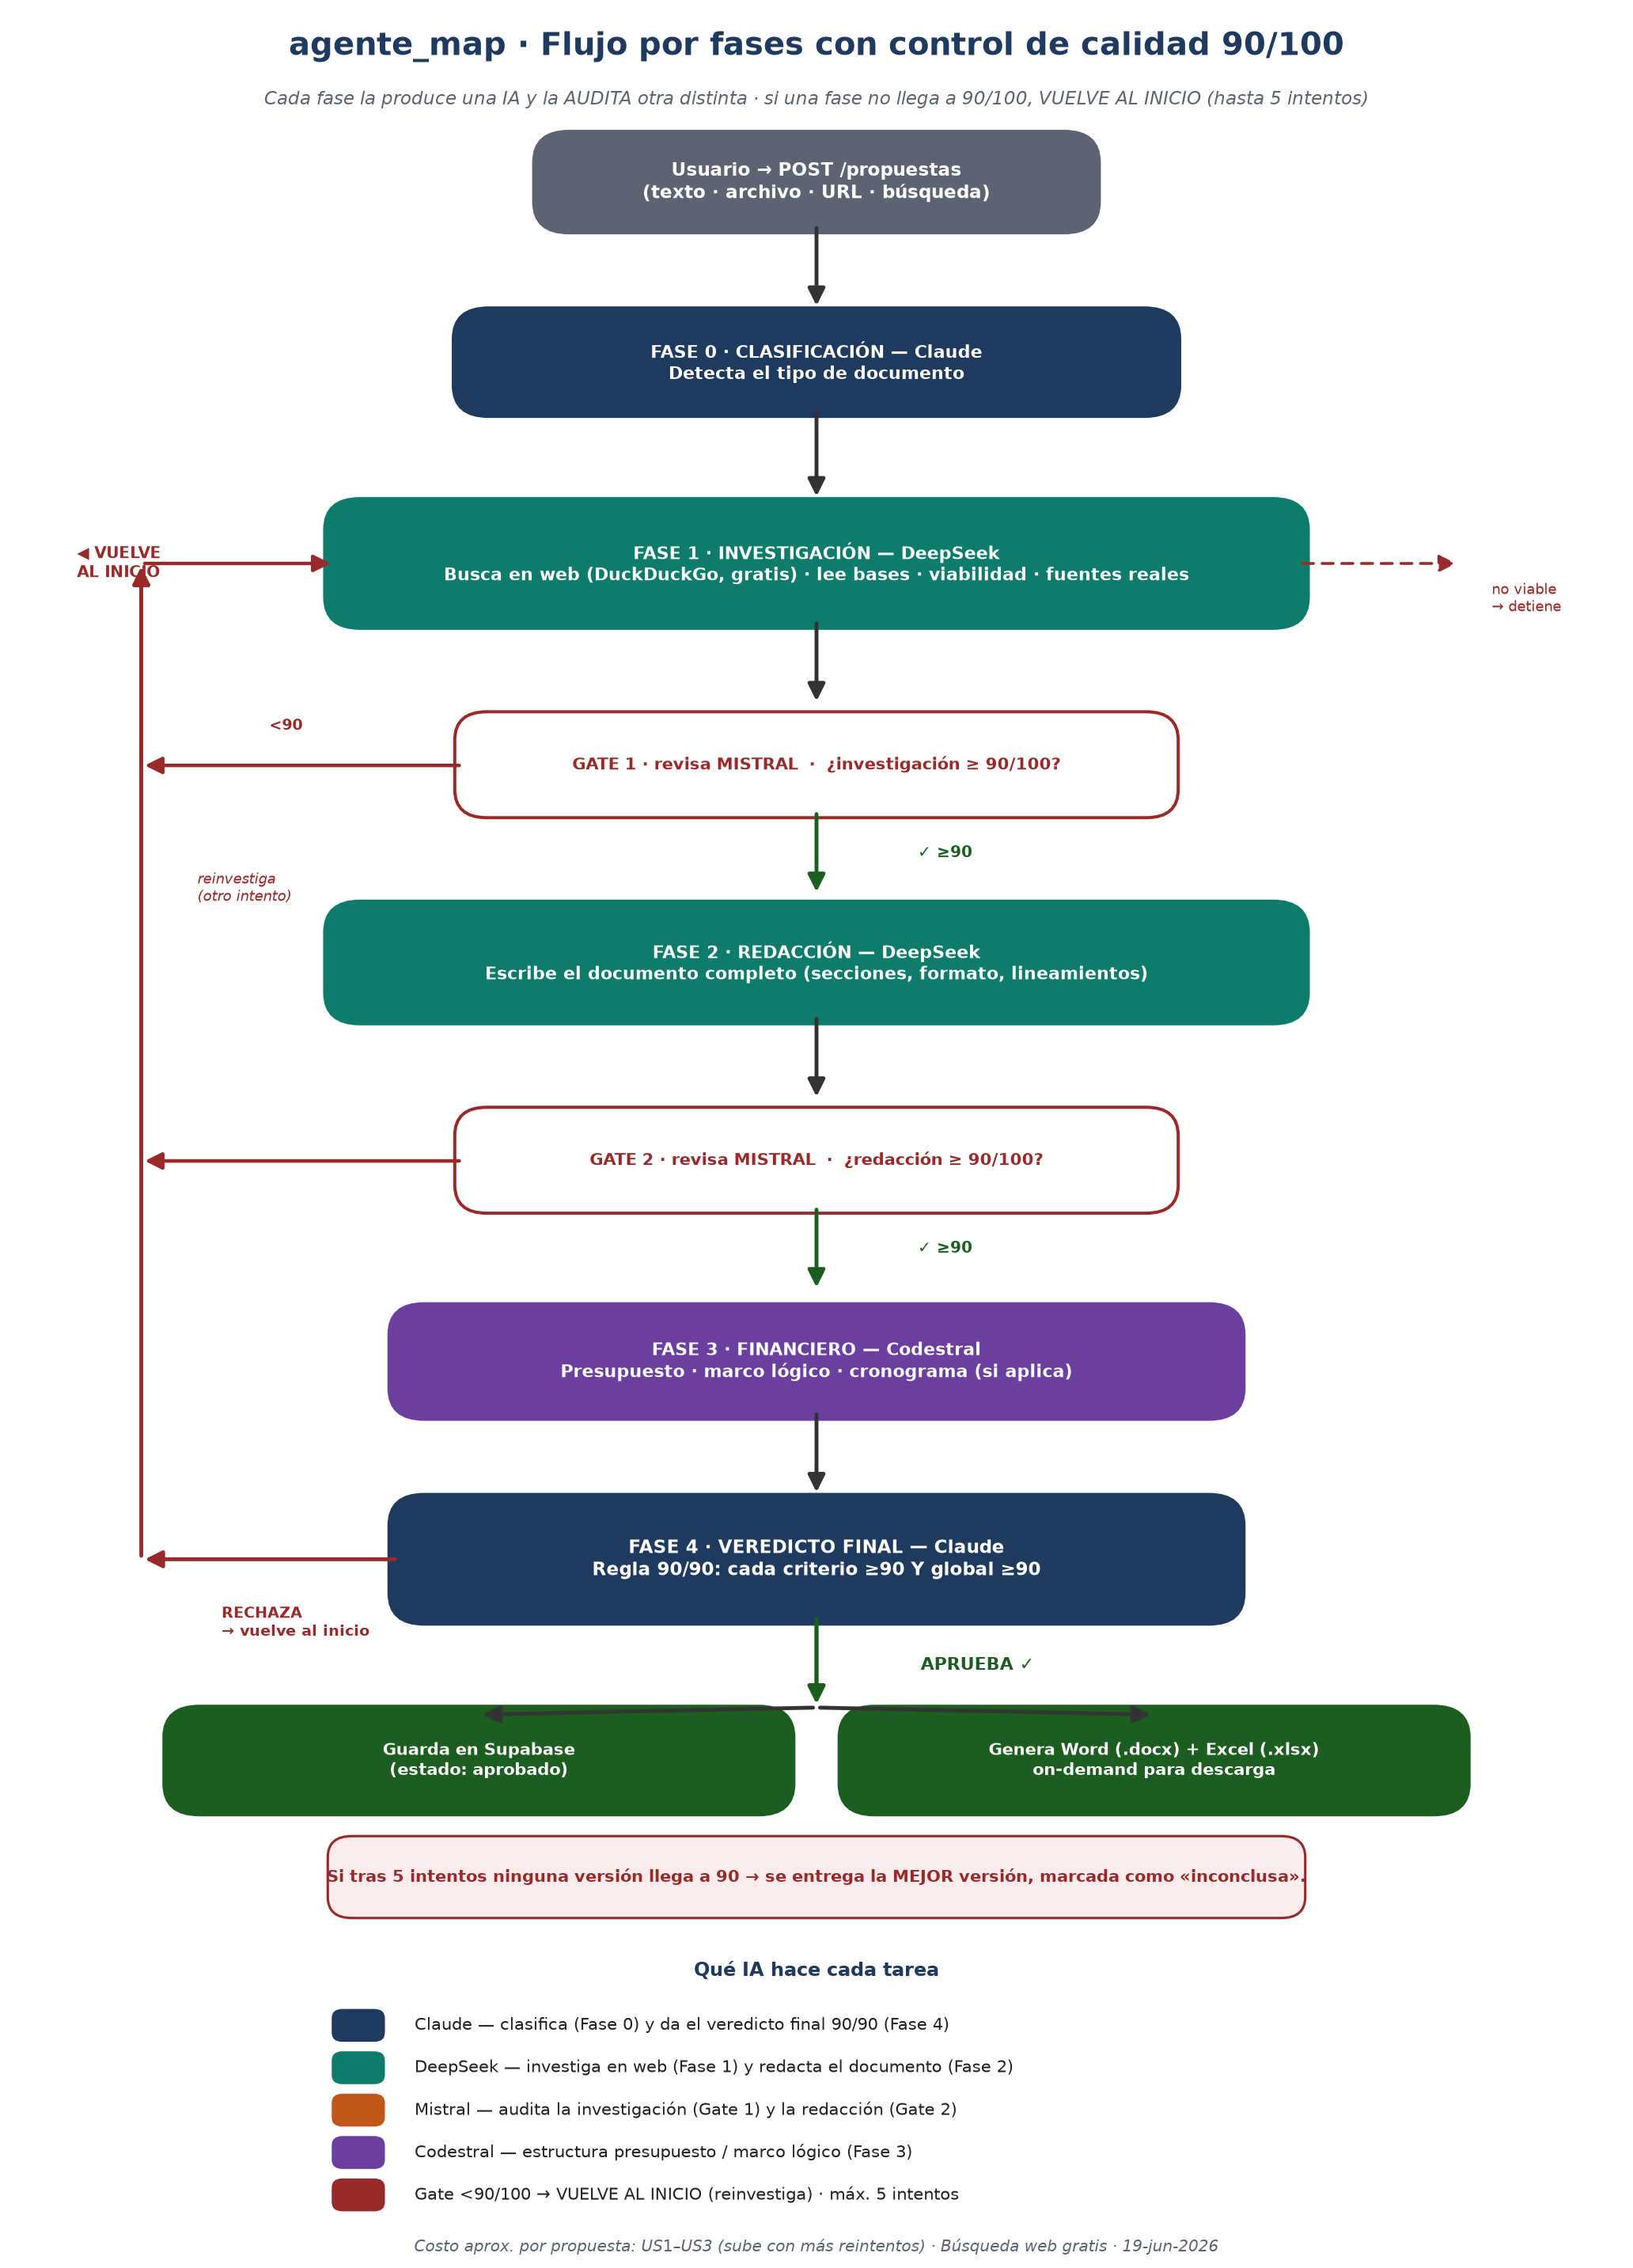 agente_map · Flujo por fases con control de calidad 90/100
Cada fase la produce una IA y la AUDITA otra distinta · si una fase no llega a 90/100, VUELVE AL INICIO (hasta 5 intentos)
Usuario → POST /propuestas
(texto · archivo · URL · búsqueda)
FASE 0 · CLASIFICACIÓN — Claude
Detecta el tipo de documento
◀ VUELVE
AL INICIO
FASE 1 · INVESTIGACIÓN — DeepSeek
Busca en web (DuckDuckGo, gratis) · lee bases · viabilidad · fuentes reales
no viable
→ detiene
<90
GATE 1 · revisa MISTRAL · ¿investigación ≥ 90/100?
✓ ≥90
reinvestiga
(otro intento)
FASE 2 · REDACCIÓN — DeepSeek
Escribe el documento completo (secciones, formato, lineamientos)
GATE 2 · revisa MISTRAL · ¿redacción ≥ 90/100?
✓ ≥90
FASE 3 · FINANCIERO — Codestral
Presupuesto · marco lógico · cronograma (si aplica)
FASE 4 · VEREDICTO FINAL — Claude
Regla 90/90: cada criterio ≥90 Y global ≥90
RECHAZA
→ vuelve al inicio
APRUEBA ✓
Guarda en Supabase
(estado: aprobado)
Genera Word (.docx) + Excel (.xlsx)
on-demand para descarga
Si tras 5 intentos ninguna versión llega a 90 → se entrega la MEJOR versión, marcada como «inconclusa».
Qué IA hace cada tarea
Claude — clasifica (Fase 0) y da el veredicto final 90/90 (Fase 4)
DeepSeek — investiga en web (Fase 1) y redacta el documento (Fase 2)
Mistral — audita la investigación (Gate 1) y la redacción (Gate 2)
Codestral — estructura presupuesto / marco lógico (Fase 3)
Gate <90/100 → VUELVE AL INICIO (reinvestiga) · máx. 5 intentos
Costo aprox. por propuesta: US1–US3 (sube con más reintentos) · Búsqueda web gratis · 19-jun-2026